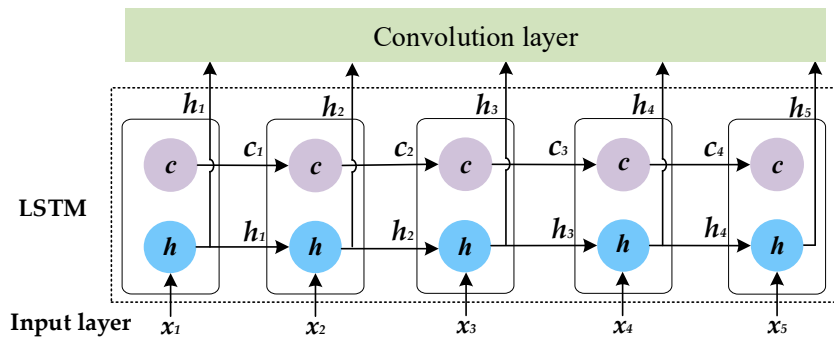 Convolution layer
h1 h2 h3 h4 h5
c c1 c c2 c c3 c c4 c
LSTM
h h1 h h2 h h3 h h4 h
Input layer x1 x2 x3 x4 x5